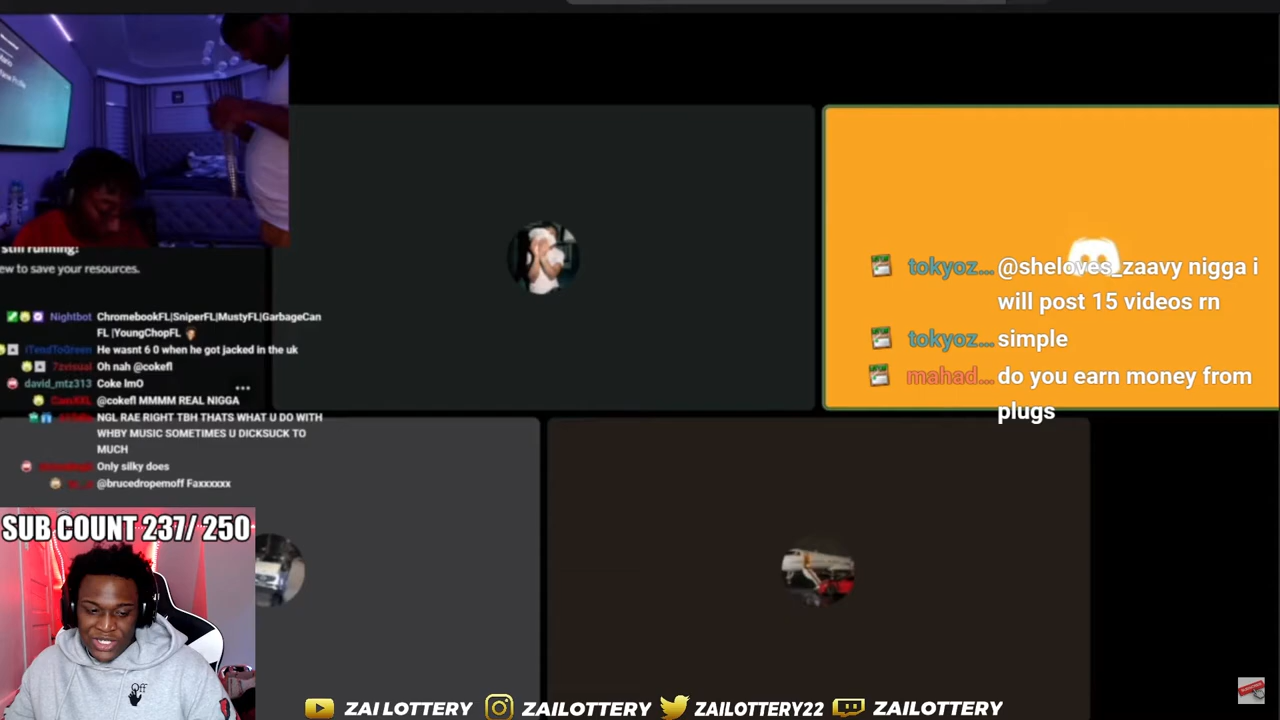 still running!
ew to save your resources.
Nightbot ChromebookFL|SniperFL|MustyFL|GarbageCan
FL |YoungChopFL
iTendToGreen He wasnt 6 0 when he got jacked in the uk
7zvisual Oh nah @cokefl
david_mtz313 Coke lmO
@cokefl MMMM REAL NIGGA
NGL RAE RIGHT TBH THATS WHAT U DO WITH
WHBY MUSIC SOMETIMES U DICKSUCK TO
MUCH
Only silky does
@brucedropemoff Faxxxxxx
tokyoz... @sheloves_zaavy nigga i
will post 15 videos rn
tokyoz... simple
mahad... do you earn money from
plugs
SUB COUNT 237/ 250
Off
ZAI LOTTERY ZAILOTTERY ZAILOTTERY22 ZAILOTTERY